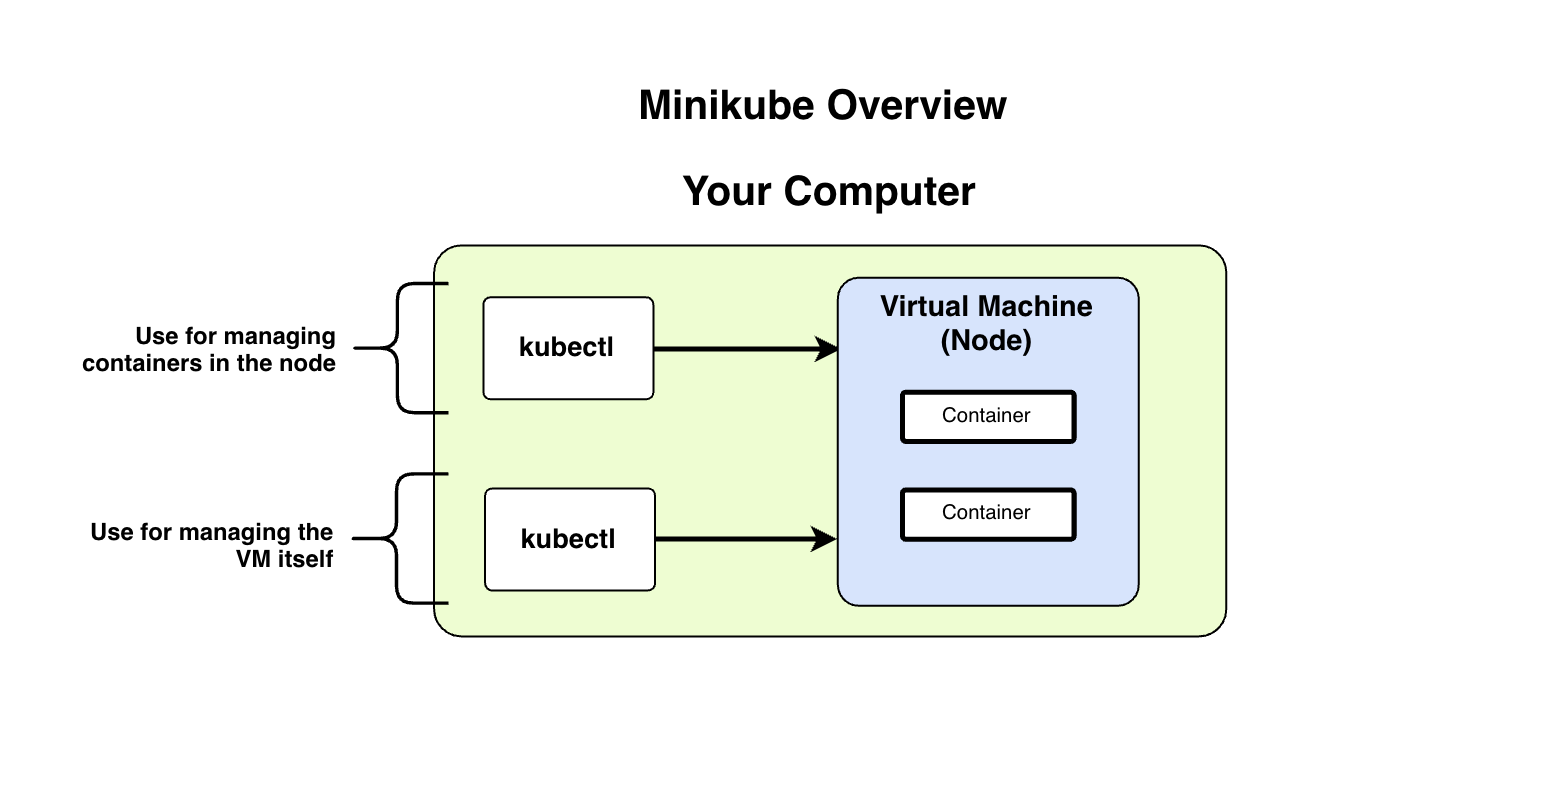 Minikube Overview
Your Computer
Use for managing
containers in the node
kubectl
Virtual Machine
(Node)
Container
Container
Use for managing the
VM itself
kubectl